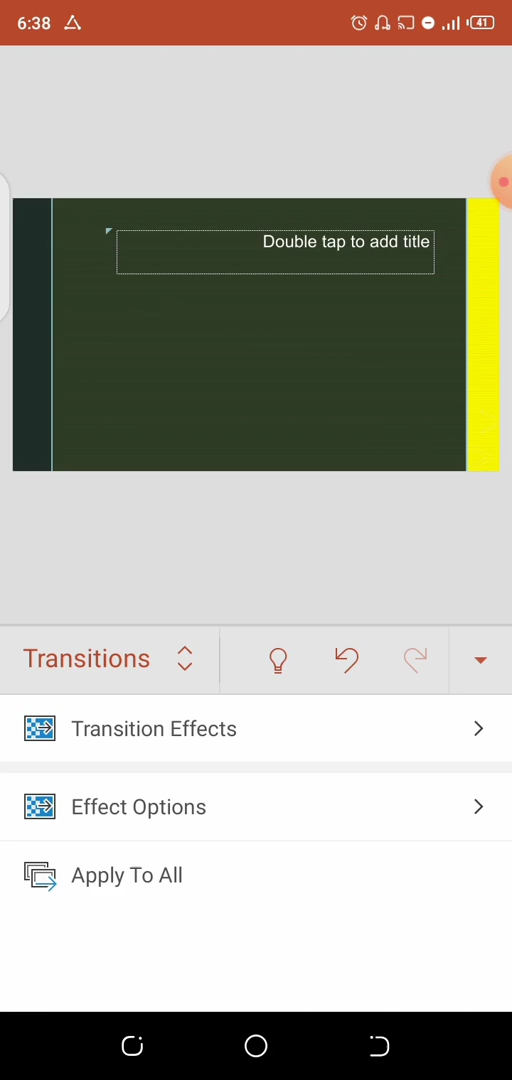 6:38
41
Double tap to add title
Transitions
Transition Effects
Effect Options
Apply To All